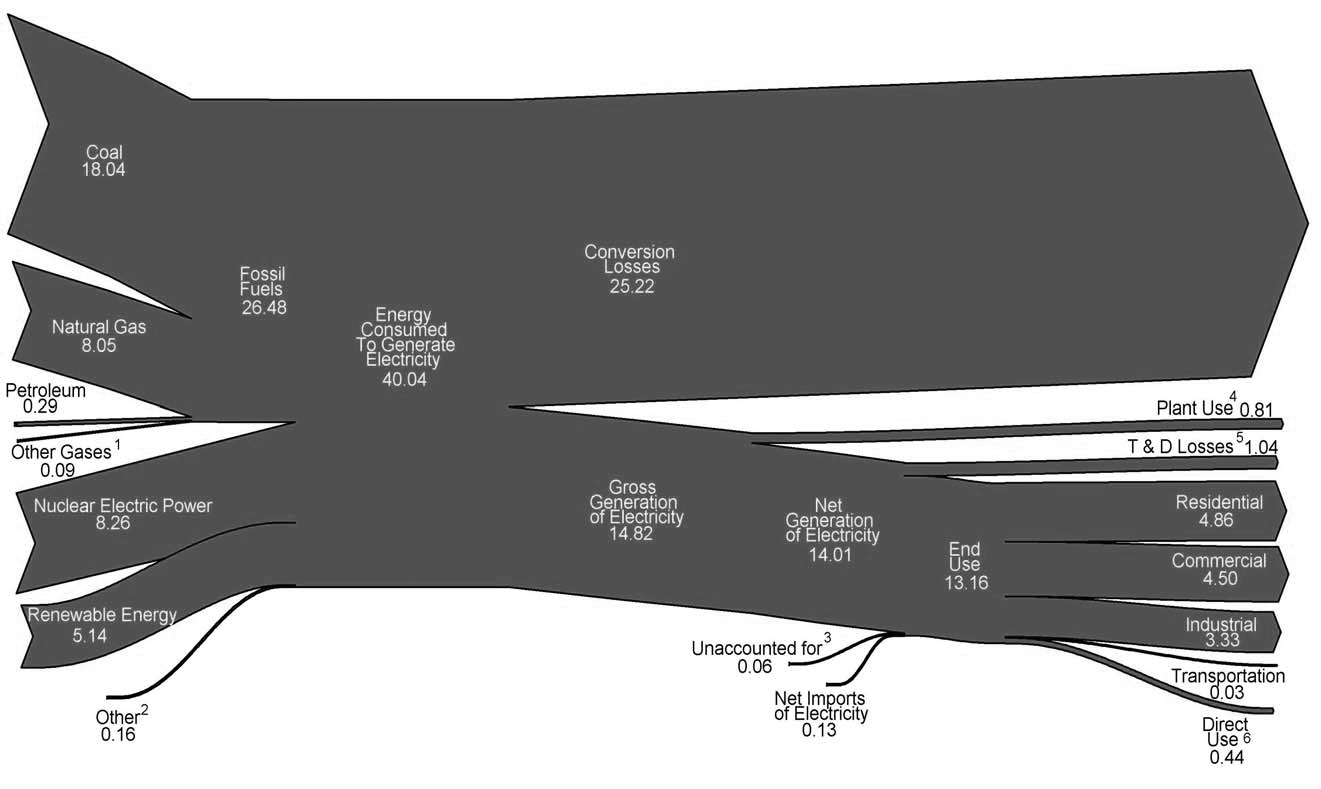 Coal
18.04
Natural Gas
8.05
Petroleum
0.29
Other Gases 1
0.09
Nuclear Electric Power
8.26
Renewable Energy
5.14
Other 2
0.16
Fossil
Fuels
26.48
Energy
Consumed
To Generate
Electricity
40.04
Conversion
Losses
25.22
Gross
Generation
of Electricity
14.82
Net
Generation
of Electricity
14.01
Unaccounted for 3
0.06
Net Imports
of Electricity
0.13
End
Use
13.16
Plant Use 4 0.81
T & D Losses 5 1.04
Residential
4.86
Commercial
4.50
Industrial
3.33
Transportation
0.03
Direct
Use 6
0.44